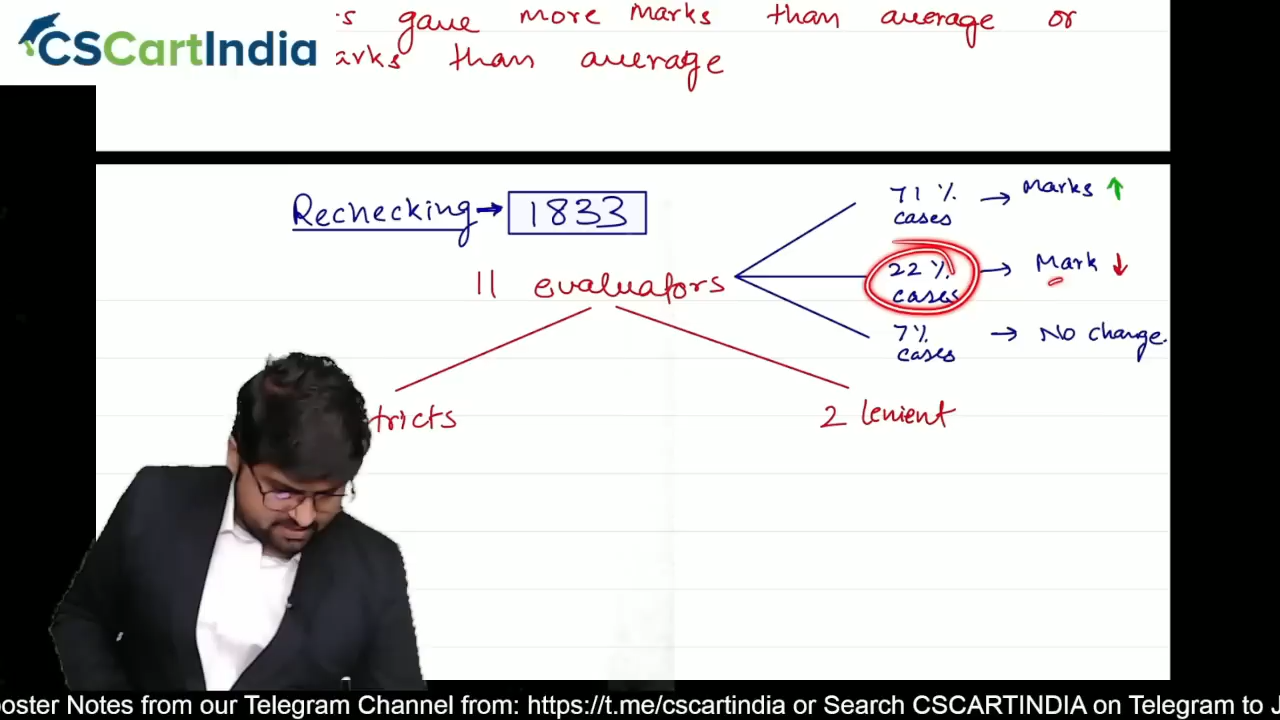 gave more marks than average or
CSCartIndia
than average
Rechecking → 1833
11 evaluators
71 % cases → Marks ↑
22 % cases → Mark ↓
7 % cases → No change
2 lenient
oster Notes from our Telegram Channel from: https://t.me/cscartindia or Search CSCARTINDIA on Telegram to J